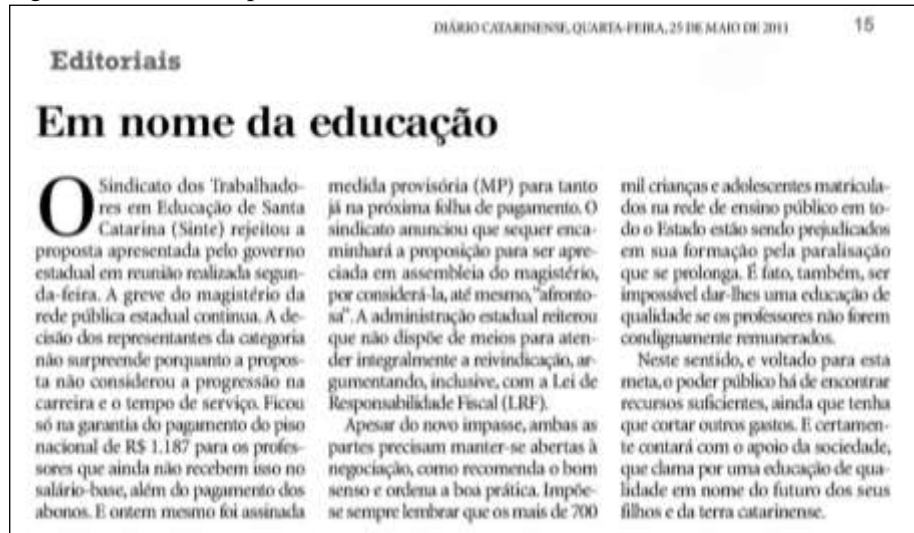 DIÁRIO CATARINENSE, QUARTA-FEIRA, 25 DE MAIO DE 2011
15
Editoriais
Em nome da educação
O Sindicato dos Trabalhado-
res em Educação de Santa
Catarina (Sinte) rejeitou a
proposta apresentada pelo governo
estadual em reunião realizada segun-
da-feira. A greve do magistério da
rede pública estadual continua. A de-
cisão dos representantes da categoria
não surpreende porquanto a propos-
ta não considerou a progressão na
carreira e o tempo de serviço. Ficou
só na garantia do pagamento do piso
nacional de R$ 1.187 para os profes-
sores que ainda não recebem isso no
salário-base, além do pagamento dos
abonos. E ontem mesmo foi assinada
medida provisória (MP) para tanto
já na próxima folha de pagamento. O
sindicato anunciou que sequer enca-
minhará a proposição para ser apre-
ciada em assembleia do magistério,
por considerá-la, até mesmo, "afronto-
sa". A administração estadual reiterou
que não dispõe de meios para aten-
der integralmente a reivindicação, ar-
gumentando, inclusive, com a Lei de
Responsabilidade Fiscal (LRF).
Apesar do novo impasse, ambas as
partes precisam manter-se abertas à
negociação, como recomenda o bom
senso e ordena a boa prática. Impõe-
se sempre lembrar que os mais de 700
mil crianças e adolescentes matricula-
dos na rede de ensino público em to-
do o Estado estão sendo prejudicados
em sua formação pela paralisação
que se prolonga. É fato, também, ser
impossível dar-lhes uma educação de
qualidade se os professores não forem
condignamente remunerados.
Neste sentido, e voltado para esta
meta, o poder público há de encontrar
recursos suficientes, ainda que tenha
que cortar outros gastos. E certamen-
te contará com o apoio da sociedade,
que clama por uma educação de qua-
lidade em nome do futuro dos seus
filhos e da terra catarinense.